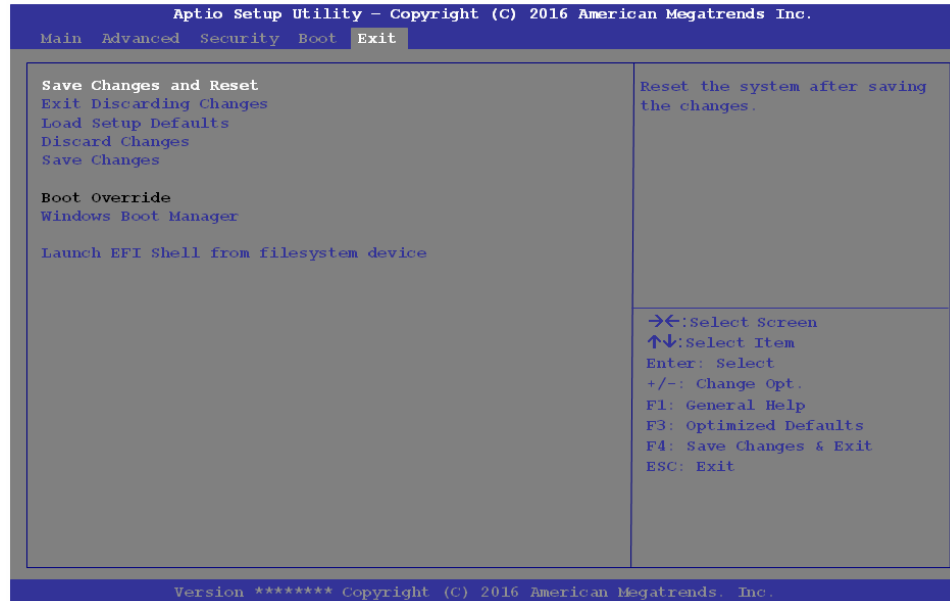 Aptio Setup Utility – Copyright (C) 2016 American Megatrends Inc.
Main Advanced Security Boot Exit
Save Changes and Reset
Exit Discarding Changes
Load Setup Defaults
Discard Changes
Save Changes
Boot Override
Windows Boot Manager
Launch EFI Shell from filesystem device
Reset the system after saving
the changes.
→←:Select Screen
↑↓:Select Item
Enter: Select
+/-: Change Opt.
F1: General Help
F3: Optimized Defaults
F4: Save Changes & Exit
ESC: Exit
Version ******** Copyright (C) 2016 American Megatrends. Inc.